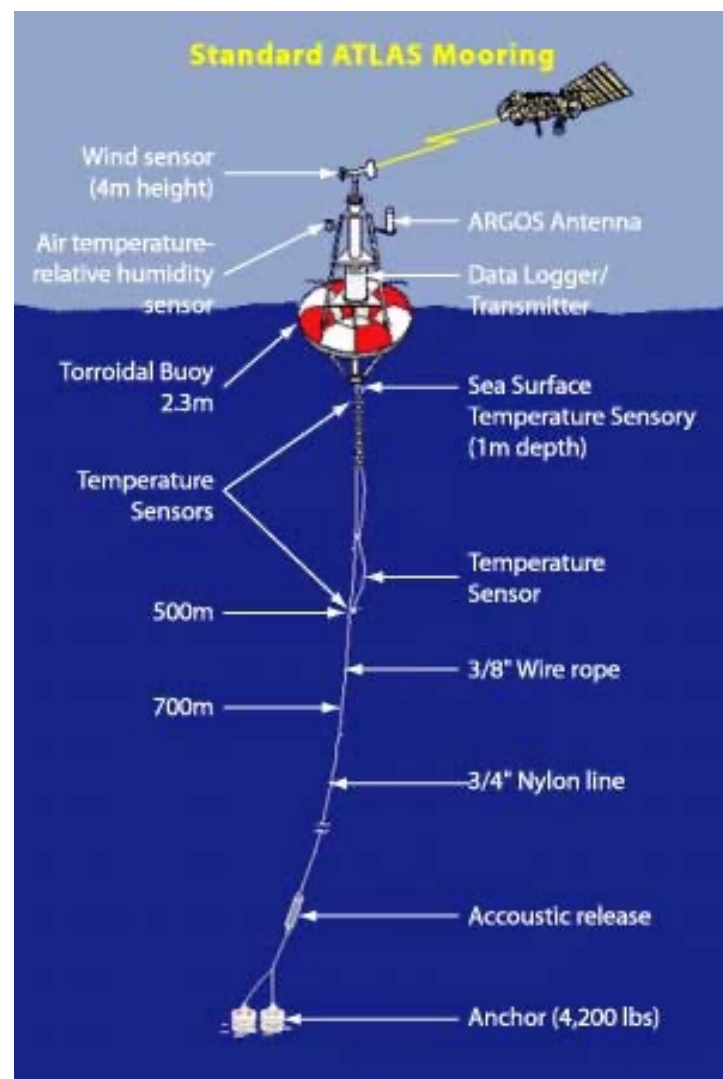 Standard ATLAS Mooring
Wind sensor
(4m height)
ARGOS Antenna
Air temperature-
relative humidity
sensor
Data Logger/
Transmitter
Torroidal Buoy
2.3m
Sea Surface
Temperature Sensory
(1m depth)
Temperature
Sensors
Temperature
Sensor
500m
3/8" Wire rope
700m
3/4" Nylon line
Accoustic release
Anchor (4,200 lbs)